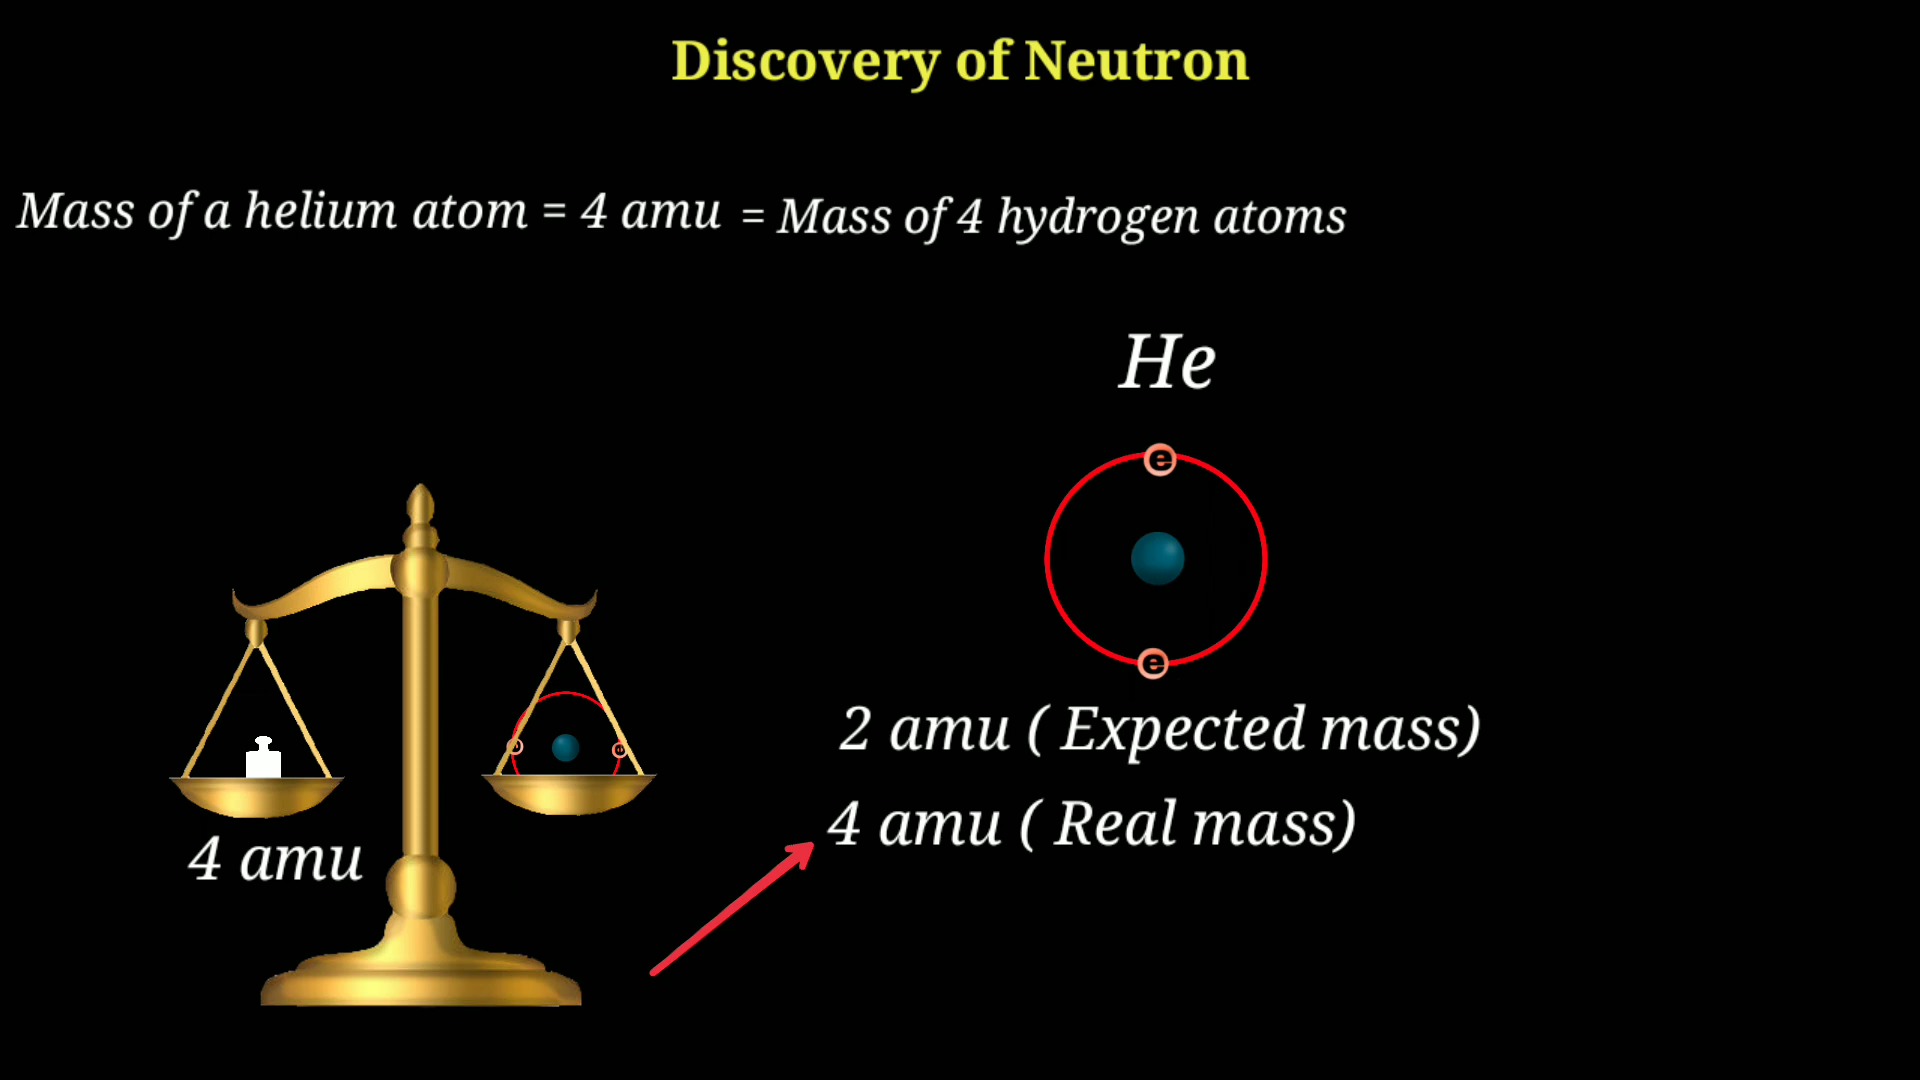 Discovery of Neutron
Mass of a helium atom = 4 amu = Mass of 4 hydrogen atoms
He
e
e
e
e
2 amu ( Expected mass)
4 amu ( Real mass)
4 amu